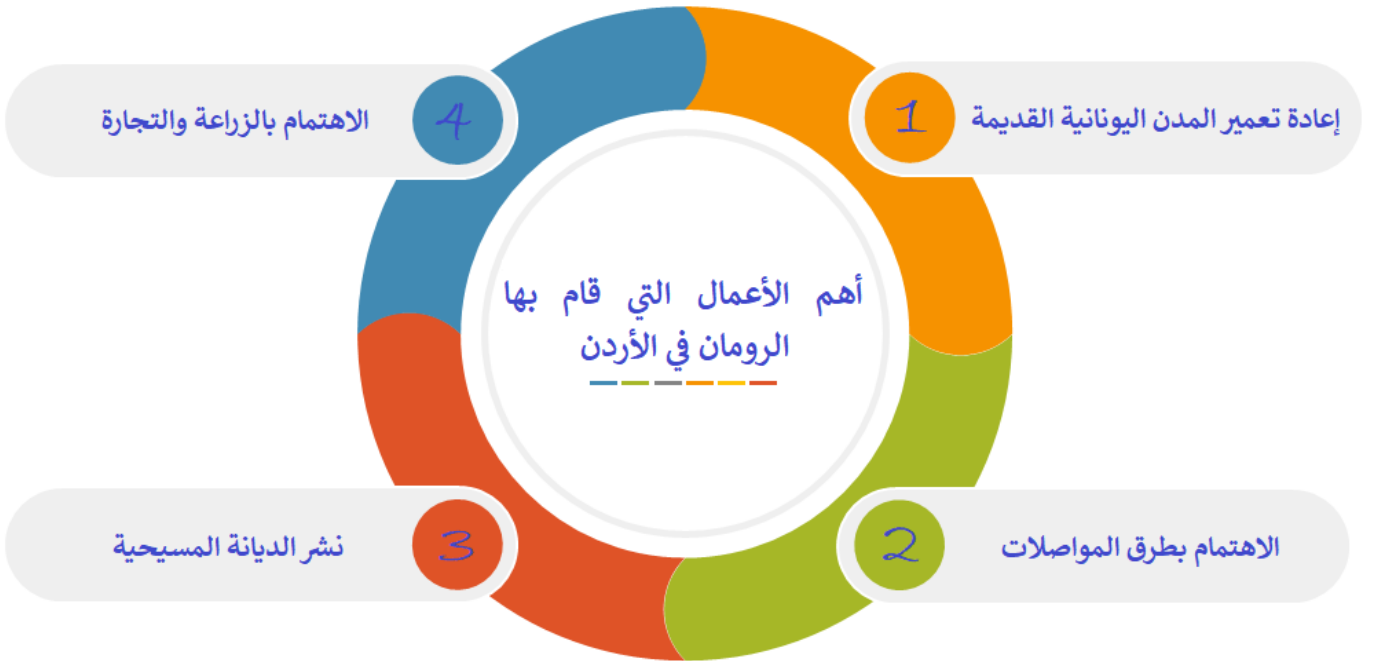 أهم الأعمال التي قام بها
الرومان في الأردن
1
إعادة تعمير المدن اليونانية القديمة
2
الاهتمام بطرق المواصلات
3
نشر الديانة المسيحية
4
الاهتمام بالزراعة والتجارة